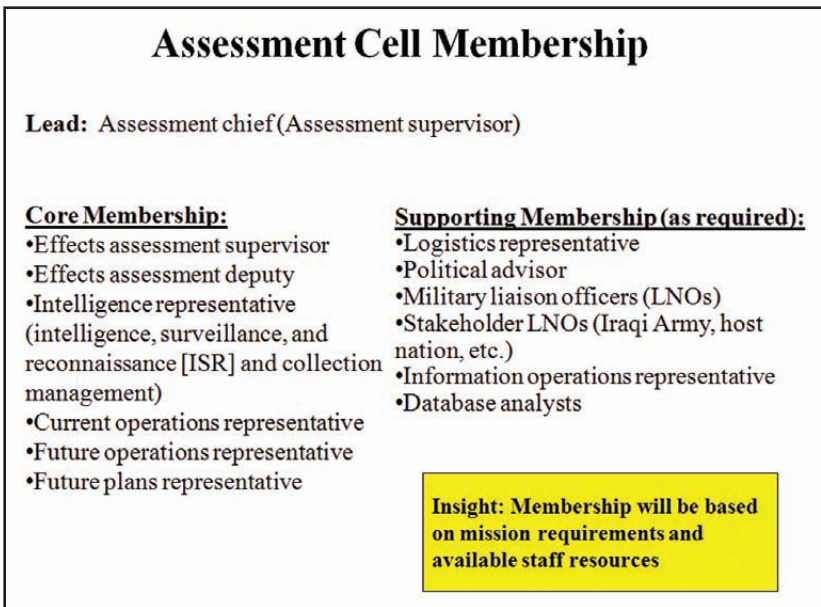 Assessment Cell Membership
Lead: Assessment chief (Assessment supervisor)
Core Membership:
•Effects assessment supervisor
•Effects assessment deputy
•Intelligence representative
(intelligence, surveillance, and
reconnaissance [ISR] and collection
management)
•Current operations representative
•Future operations representative
•Future plans representative
Supporting Membership (as required):
•Logistics representative
•Political advisor
•Military liaison officers (LNOs)
•Stakeholder LNOs (Iraqi Army, host
nation, etc.)
•Information operations representative
•Database analysts
Insight: Membership will be based
on mission requirements and
available staff resources